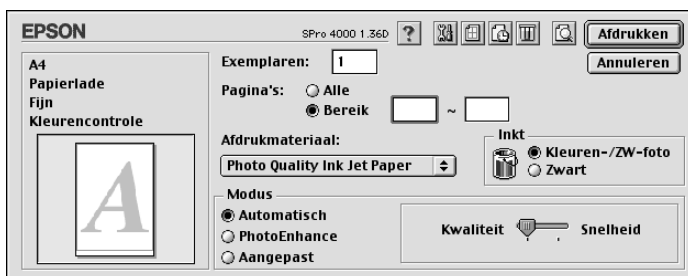 EPSON
SPro 4000 1.36D
?
Afdrukken
Annuleren
A4
Papierlade
Fijn
Kleurencontrole
A
Exemplaren: 1
Pagina's: Alle
Bereik ~
Afdrukmateriaal:
Photo Quality Ink Jet Paper
Inkt
Kleuren-/ZW-foto
Zwart
Modus
Automatisch
PhotoEnhance
Aangepast
Kwaliteit Snelheid